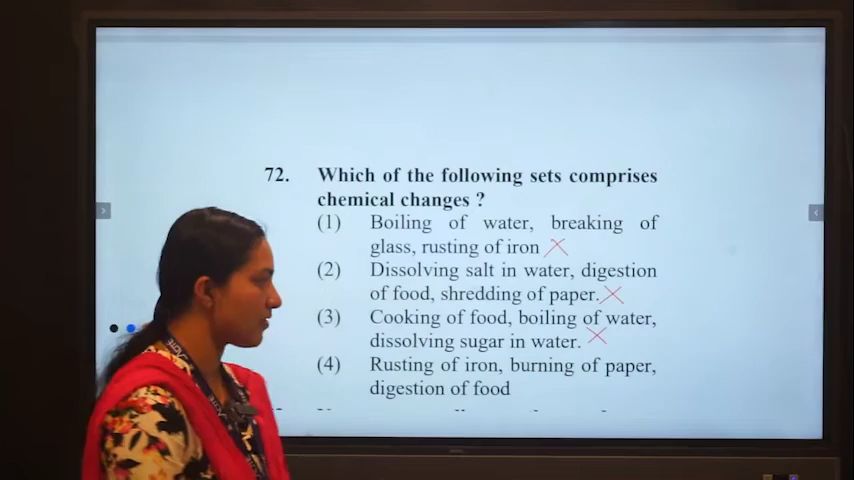 72. Which of the following sets comprises
chemical changes ?
(1) Boiling of water, breaking of
glass, rusting of iron
(2) Dissolving salt in water, digestion
of food, shredding of paper.
(3) Cooking of food, boiling of water,
dissolving sugar in water.
(4) Rusting of iron, burning of paper,
digestion of food